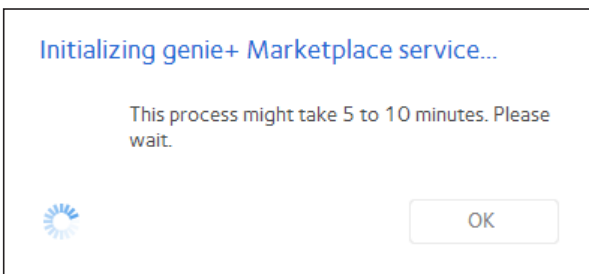 Initializing genie+ Marketplace service...
This process might take 5 to 10 minutes. Please
wait.
OK